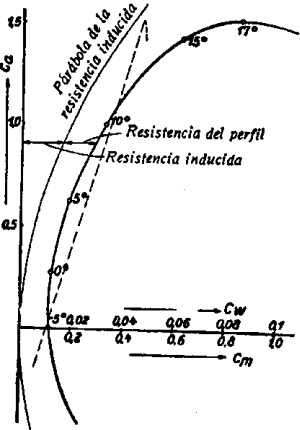 1,5
Ca
1,0
0,5
Párábola de la
resistencia inducida
17°
15°
10°
Resistencia del perfil
Resistencia inducida
5°
0°
-5°
0,02
0,04
0,06
0,08
0,1
Cw
0,2
0,4
0,6
0,8
1,0
Cm